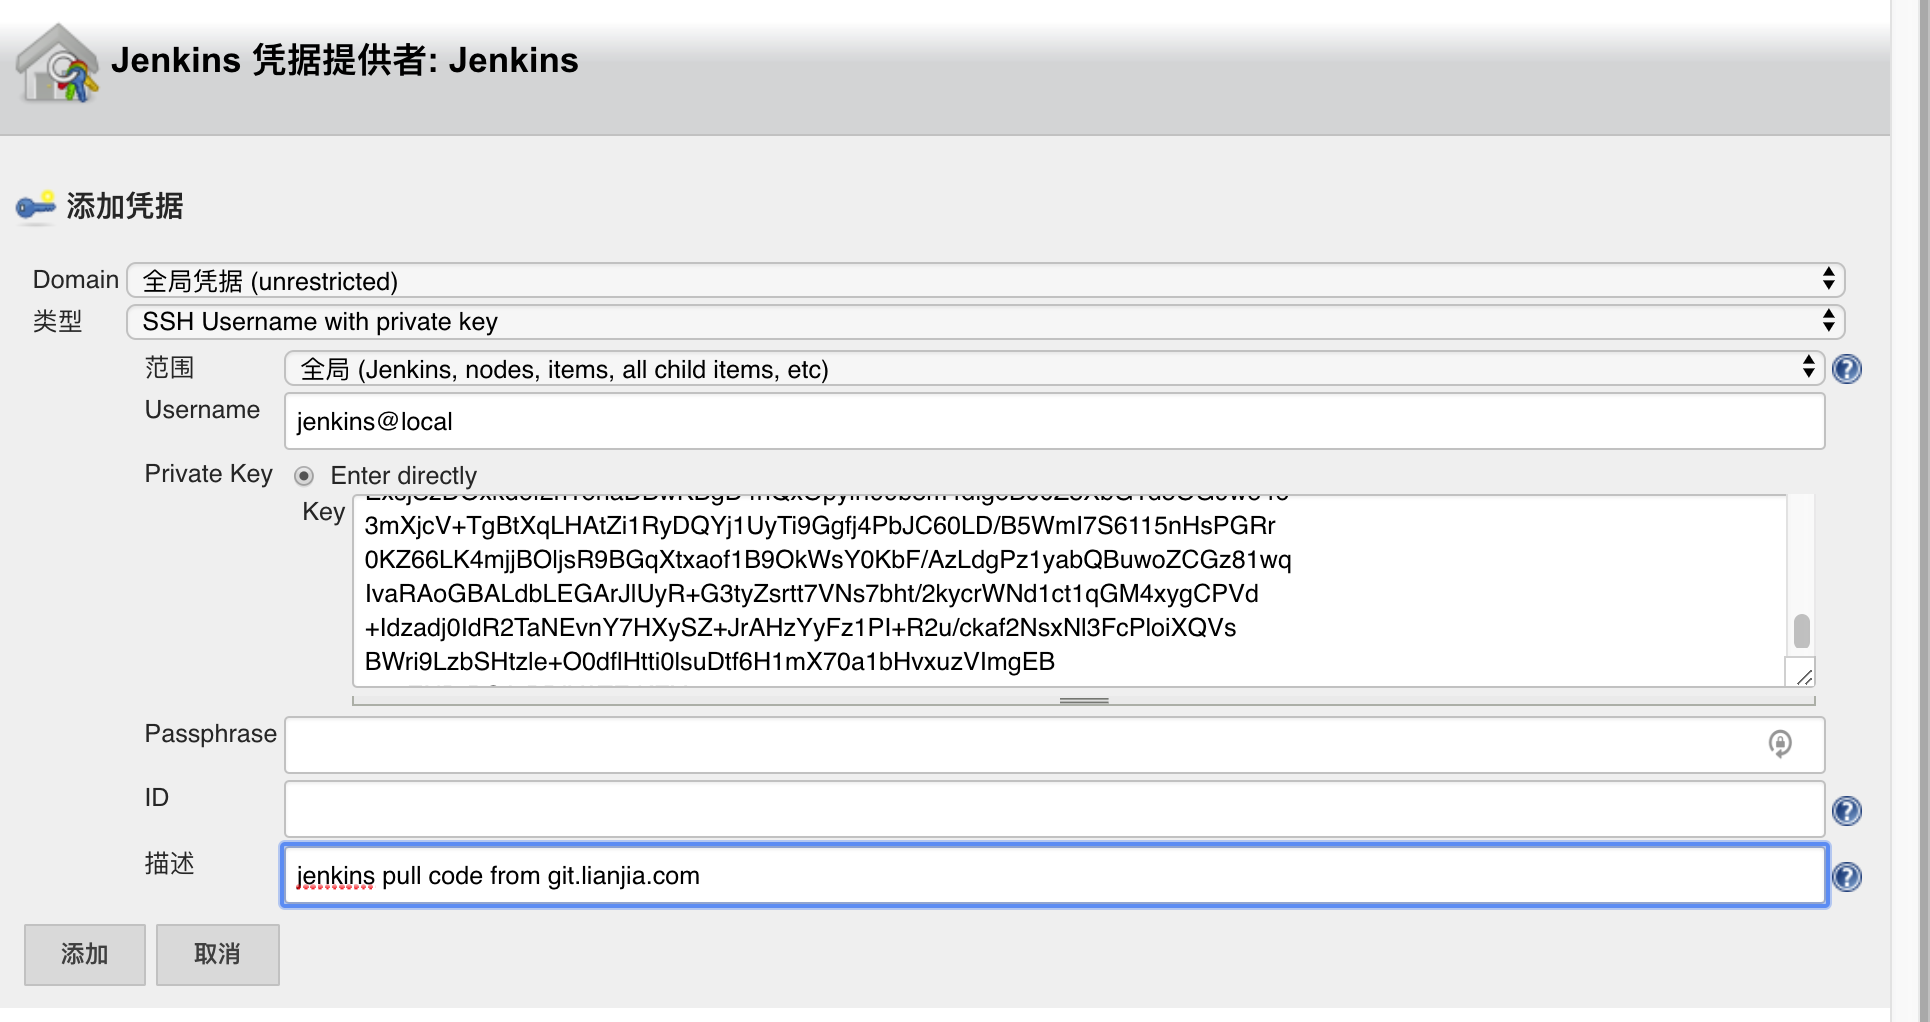 Jenkins 凭据提供者: Jenkins
添加凭据
Domain 全局凭据 (unrestricted)
类型 SSH Username with private key
范围 全局 (Jenkins, nodes, items, all child items, etc)
Username jenkins@local
Private Key Enter directly
Key
3mXjcV+TgBtXqLHAtZi1RyDQYj1UyTi9Ggfj4PbJC60LD/B5WmI7S6115nHsPGRr
0KZ66LK4mjjBOljsR9BGqXtxaof1B9OkWsY0KbF/AzLdgPz1yabQBuwoZCGz81wq
IvaRAoGBALdbLEGArJlUyR+G3tyZsrtt7VNs7bht/2kycrWNd1ct1qGM4xygCPVd
+Idzadj0IdR2TaNEvnY7HXySZ+JrAHzYyFz1PI+R2u/ckaf2NsxNl3FcPloiXQVs
BWri9LzbSHtzle+O0dflHtti0lsuDtf6H1mX70a1bHvxuzVImgEB
Passphrase
ID
描述 jenkins pull code from git.lianjia.com
添加 取消